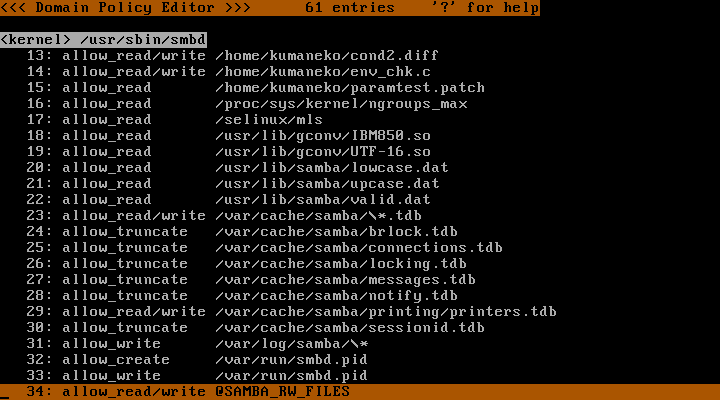 <<< Domain Policy Editor >>>      61 entries    '?' for help
<kernel> /usr/sbin/smbd
13: allow_read/write /home/kumaneko/cond2.diff
14: allow_read/write /home/kumaneko/env_chk.c
15: allow_read       /home/kumaneko/paramtest.patch
16: allow_read       /proc/sys/kernel/ngroups_max
17: allow_read       /selinux/mls
18: allow_read       /usr/lib/gconv/IBM850.so
19: allow_read       /usr/lib/gconv/UTF-16.so
20: allow_read       /usr/lib/samba/lowcase.dat
21: allow_read       /usr/lib/samba/upcase.dat
22: allow_read       /usr/lib/samba/valid.dat
23: allow_read/write /var/cache/samba/\*.tdb
24: allow_truncate   /var/cache/samba/brlock.tdb
25: allow_truncate   /var/cache/samba/connections.tdb
26: allow_truncate   /var/cache/samba/locking.tdb
27: allow_truncate   /var/cache/samba/messages.tdb
28: allow_truncate   /var/cache/samba/notify.tdb
29: allow_read/write /var/cache/samba/printing/printers.tdb
30: allow_truncate   /var/cache/samba/sessionid.tdb
31: allow_write      /var/log/samba/\*
32: allow_create     /var/run/smbd.pid
33: allow_write      /var/run/smbd.pid
34: allow_read/write @SAMBA_RW_FILES